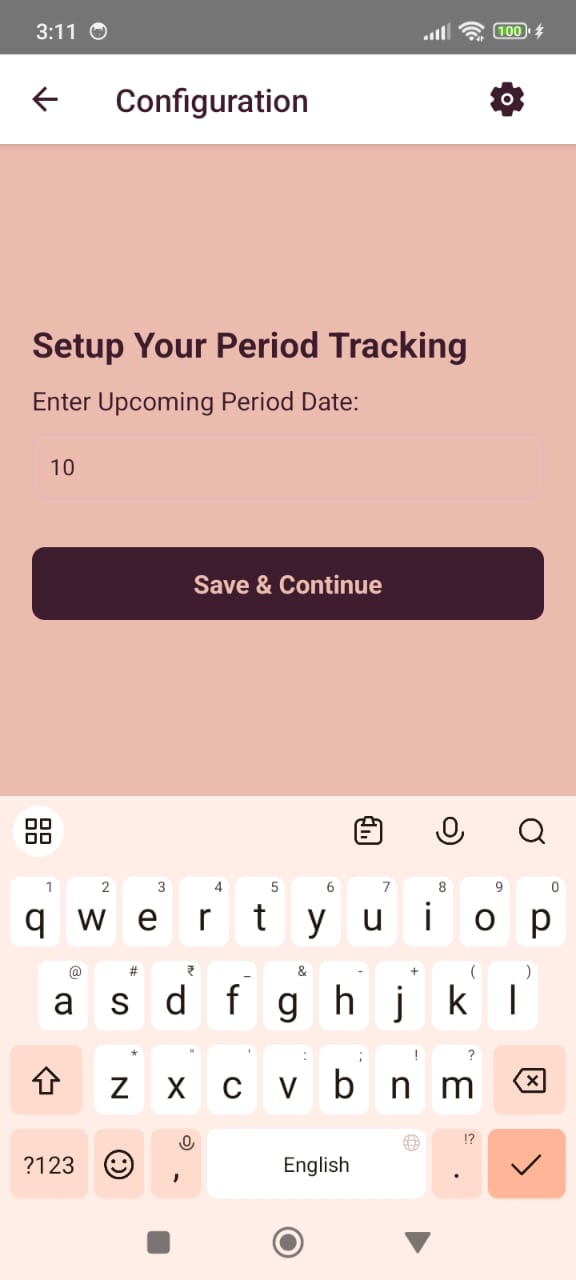 3:11
100
Configuration
Setup Your Period Tracking
Enter Upcoming Period Date:
10
Save & Continue
1 2 3 4 5 6 7 8 9 0
q w e r t y u i o p
@ # ₹ _ & - + ( )
a s d f g h j k l
* " ' : ; ! ?
z x c v b n m
!?
?123 , English .